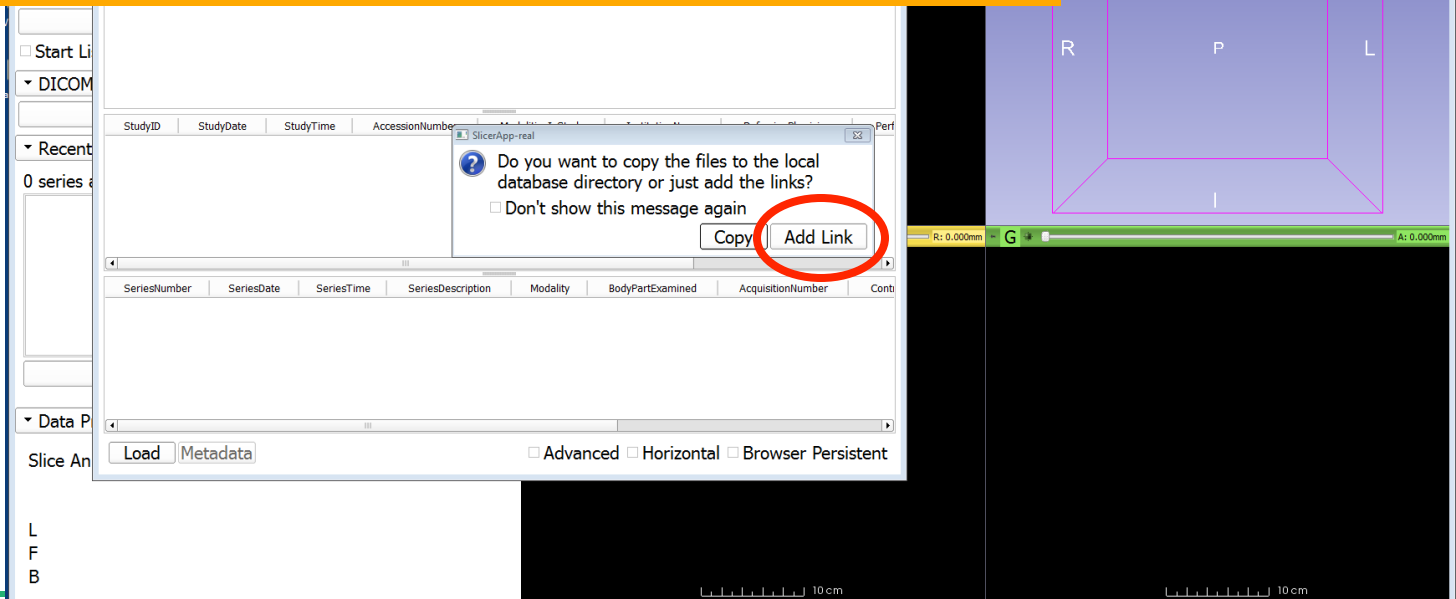 Start Li
DICOM
Recent
0 series a
Data P
Slice An
L
F
B
StudyID StudyDate StudyTime AccessionNumbe Perf
SlicerApp-real
Do you want to copy the files to the local
database directory or just add the links?
Don't show this message again
Copy Add Link
SeriesNumber SeriesDate SeriesTime SeriesDescription Modality BodyPartExamined AcquisitionNumber Cont
Load Metadata Advanced Horizontal Browser Persistent
R P L
I
R: 0.000mm G A: 0.000mm
10 cm 10 cm